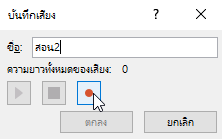 บันทึกเสียง ? ×
ชื่อ: สอน2
ความยาวทั้งหมดของเสียง: 0
ตกลง ยกเลิก